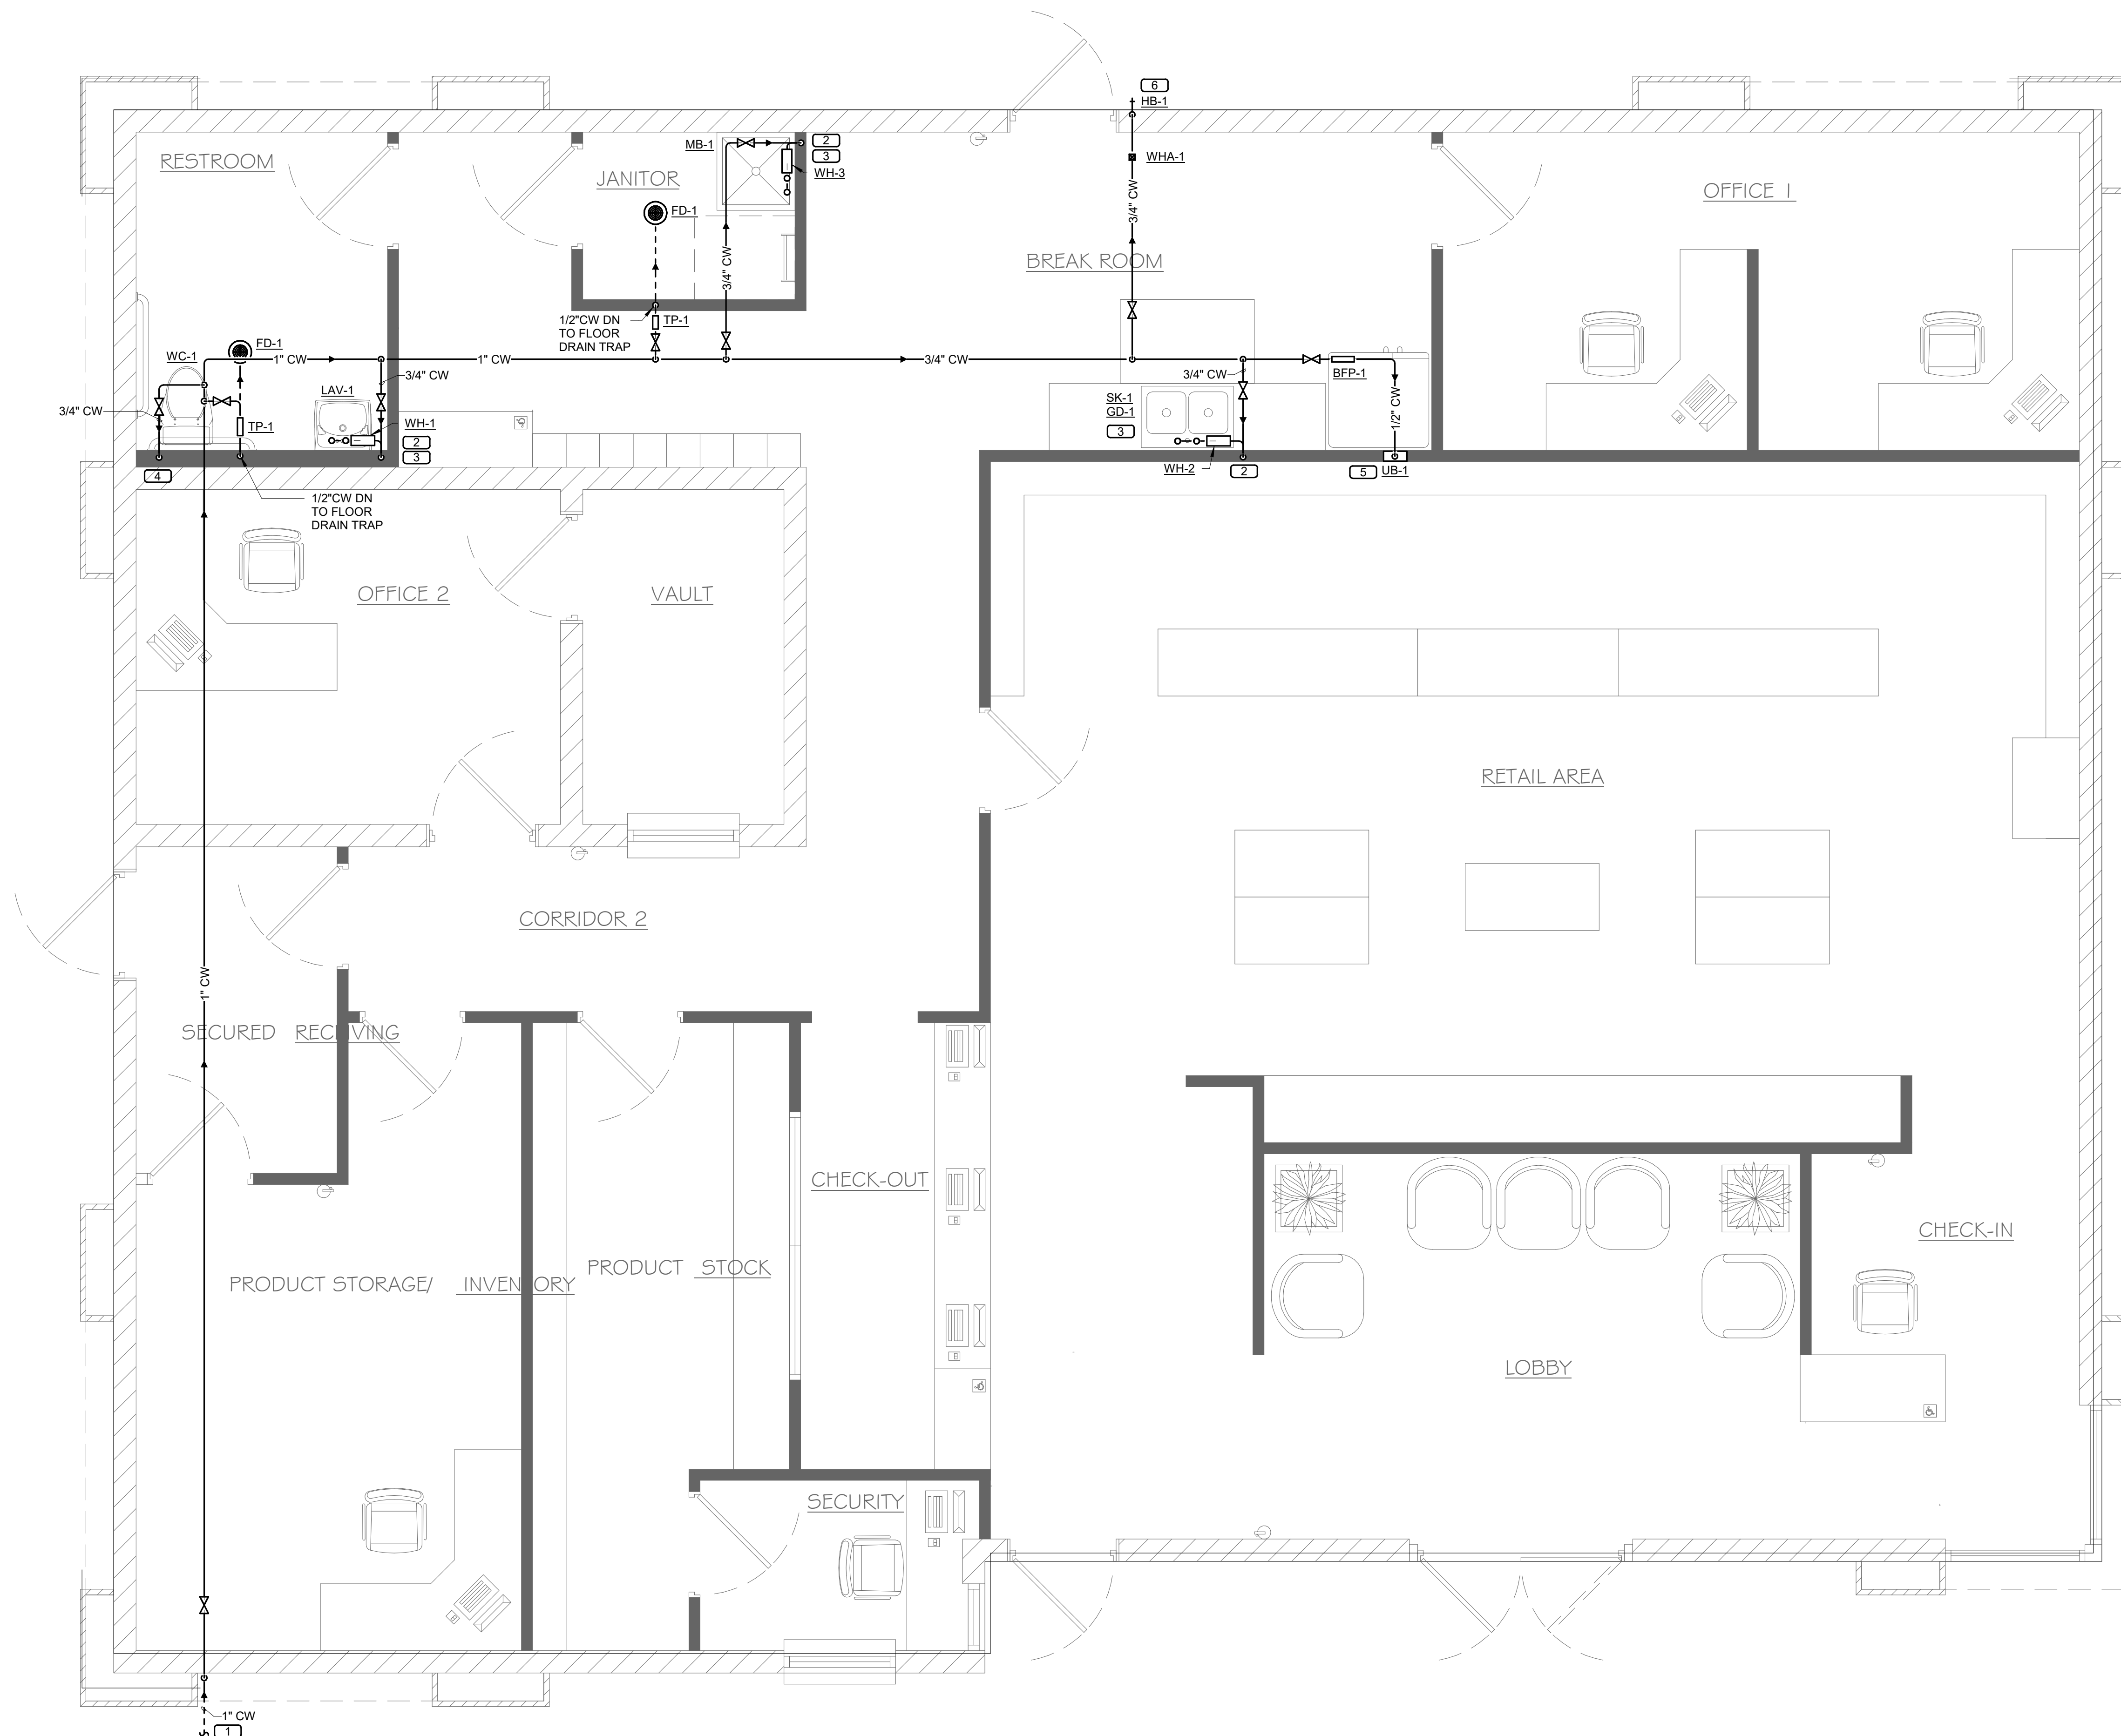 6
HB-1
RESTROOM
MB-1
2
3
WH-3
WHA-1
JANITOR
OFFICE 1
FD-1
3/4" CW
3/4" CW
BREAK ROOM
1/2"CW DN
TO FLOOR
DRAIN TRAP
TP-1
WC-1
FD-1
1" CW
1" CW
3/4" CW
3/4" CW
3/4" CW
BFP-1
LAV-1
SK-1
GD-1
3
1/2" CW
3/4" CW
TP-1
WH-1
2
3
4
WH-2
2
5
UB-1
1/2"CW DN
TO FLOOR
DRAIN TRAP
OFFICE 2
VAULT
RETAIL AREA
CORRIDOR 2
1" CW
SECURED RECEIVING
CHECK-OUT
CHECK-IN
PRODUCT STORAGE/ INVENTORY
PRODUCT STOCK
LOBBY
SECURITY
1" CW
1